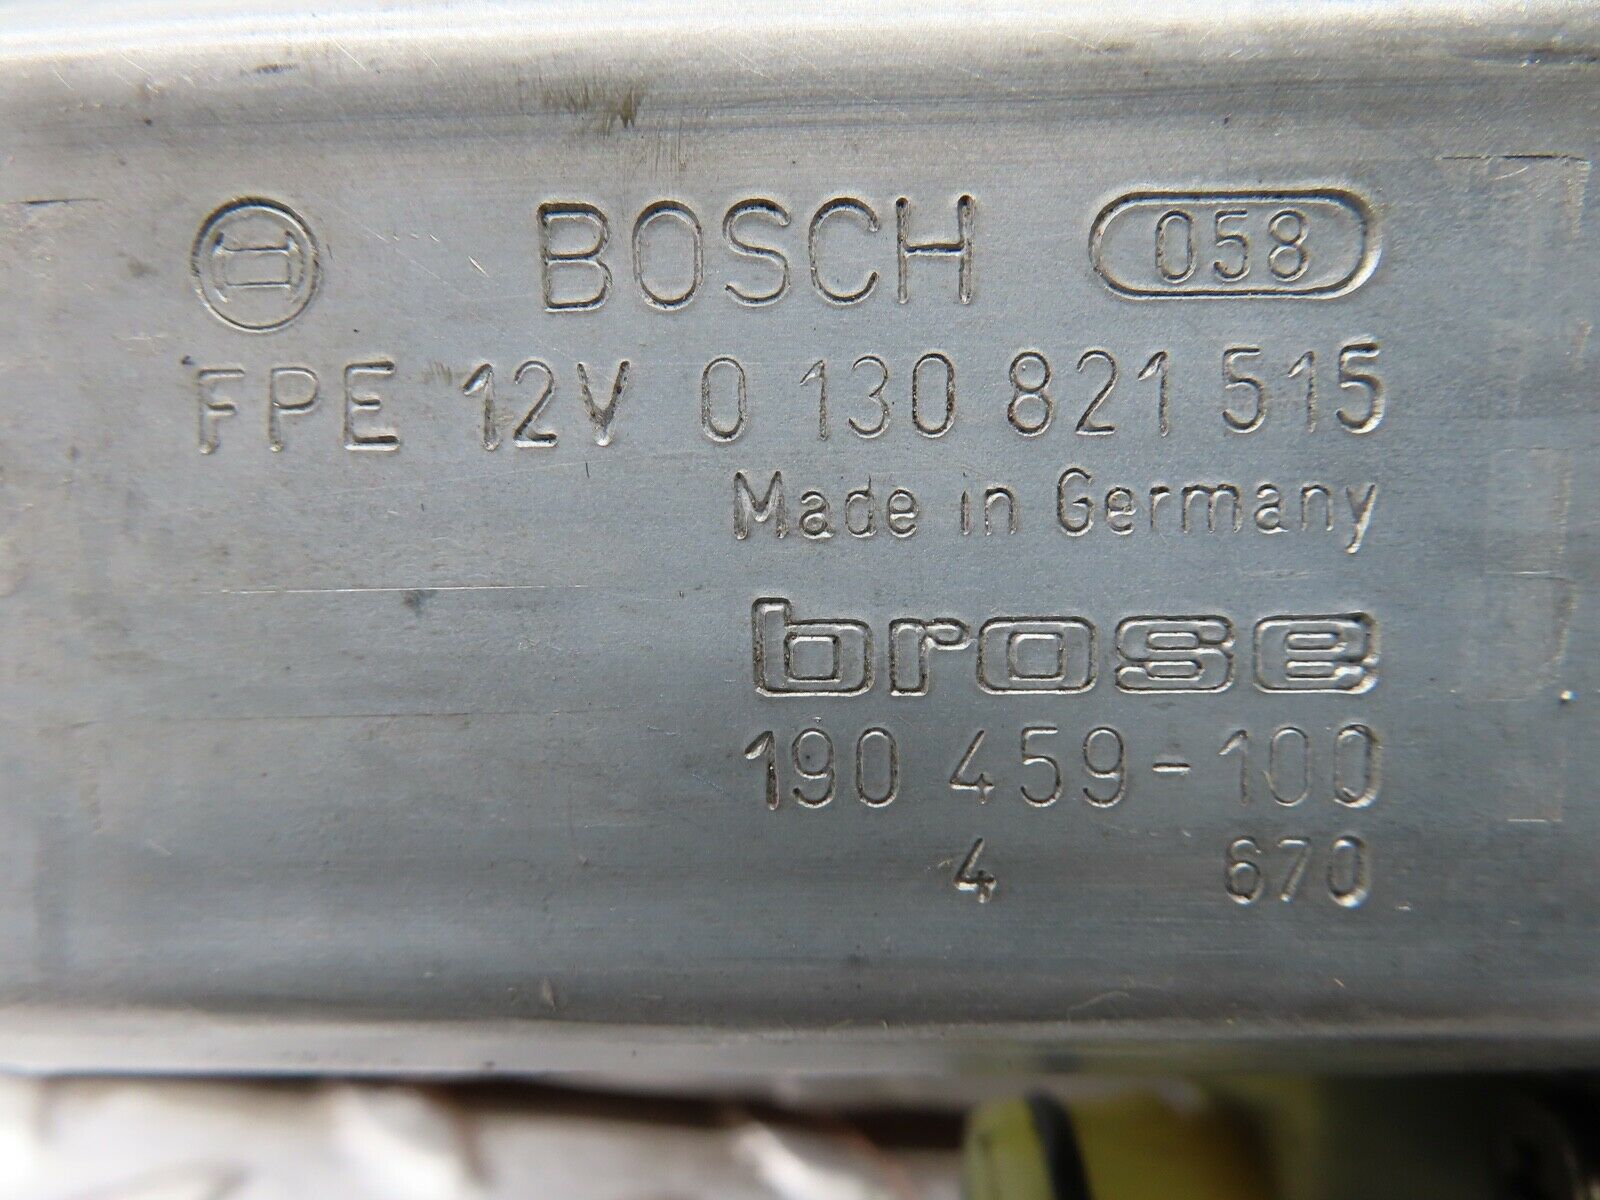 BOSCH 058
FPE 12V 0 130 821 515
Made in Germany
brose
190 459-100
4 670